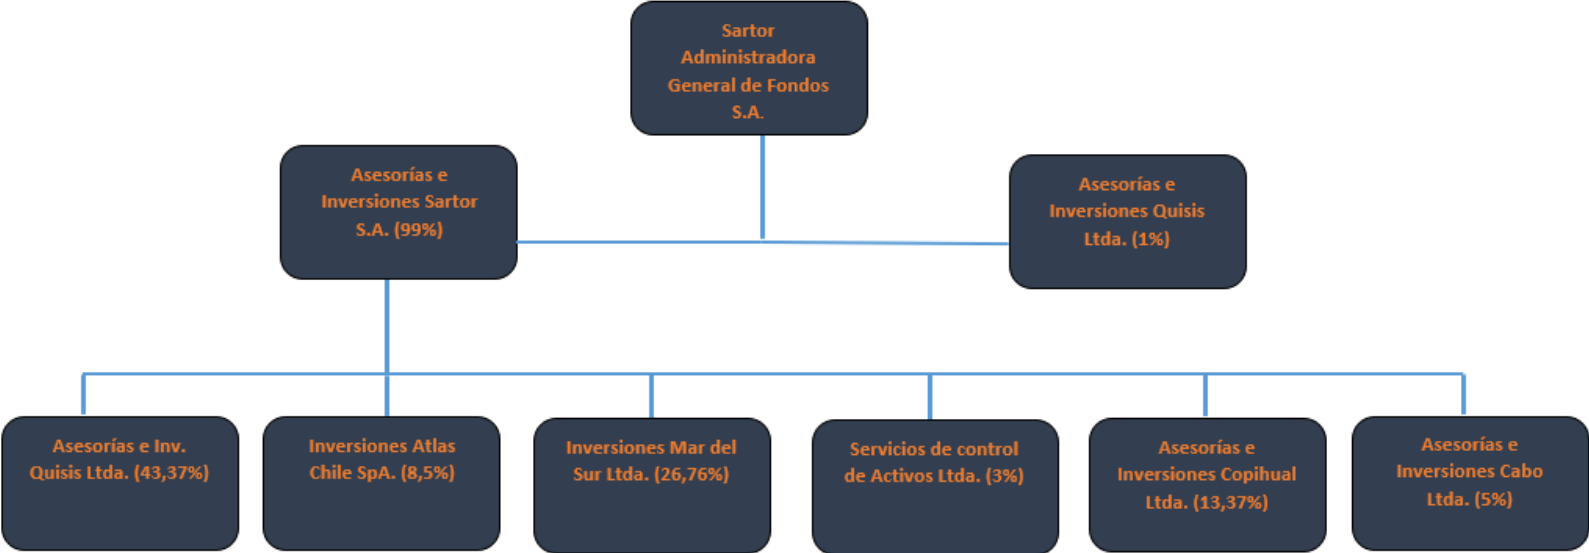 Sartor
Administradora
General de Fondos
S.A.
Asesorías e
Inversiones Sartor
S.A. (99%)
Asesorías e
Inversiones Quisis
Ltda. (1%)
Asesorías e Inv.
Quisis Ltda. (43,37%)
Inversiones Atlas
Chile SpA. (8,5%)
Inversiones Mar del
Sur Ltda. (26,76%)
Servicios de control
de Activos Ltda. (3%)
Asesorías e
Inversiones Copihual
Ltda. (13,37%)
Asesorías e
Inversiones Cabo
Ltda. (5%)